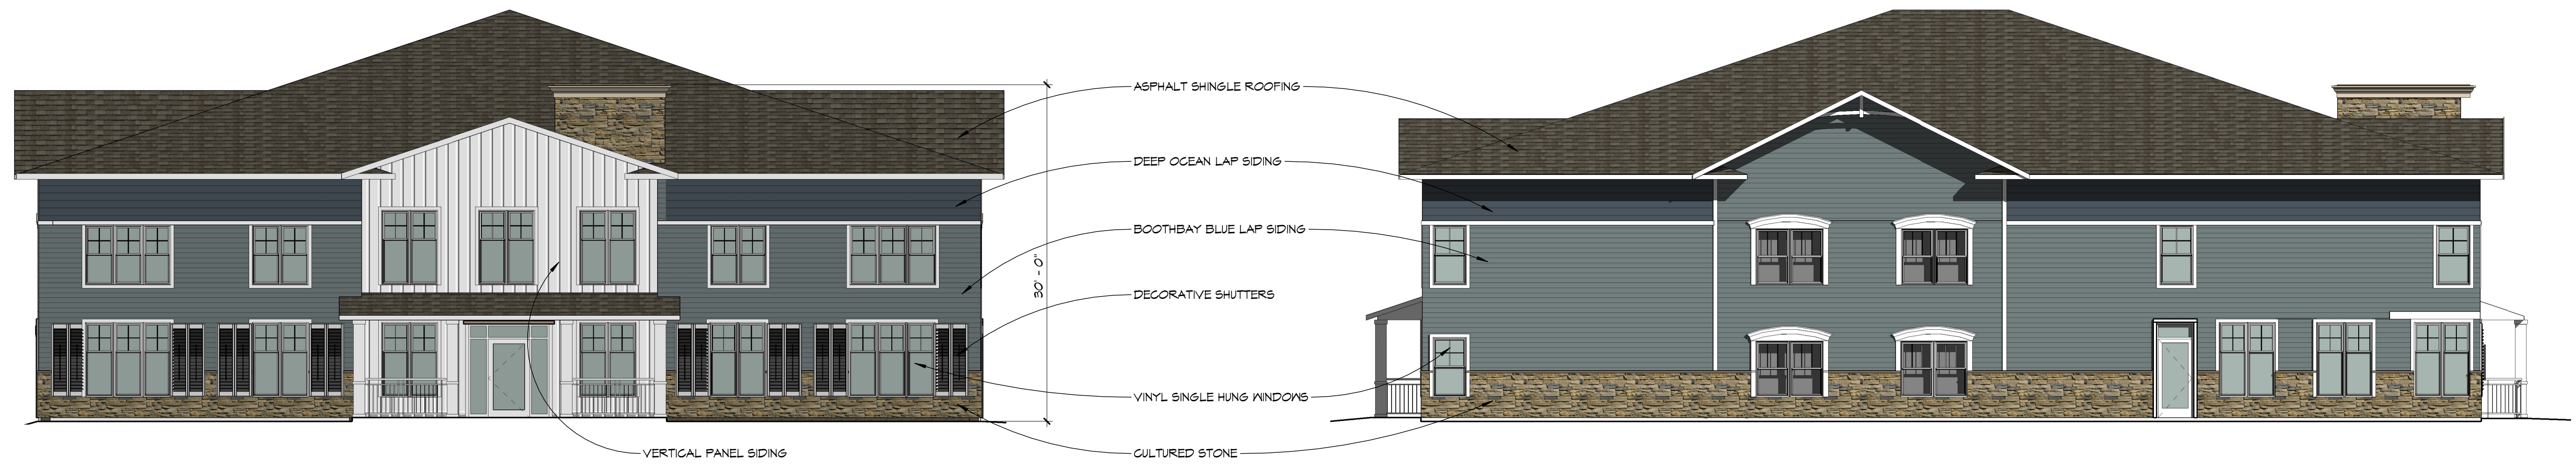 ASPHALT SHINGLE ROOFING
DEEP OCEAN LAP SIDING
BOOTHBAY BLUE LAP SIDING
30' - 0"
DECORATIVE SHUTTERS
VINYL SINGLE HUNG WINDOWS
VERTICAL PANEL SIDING
CULTURED STONE